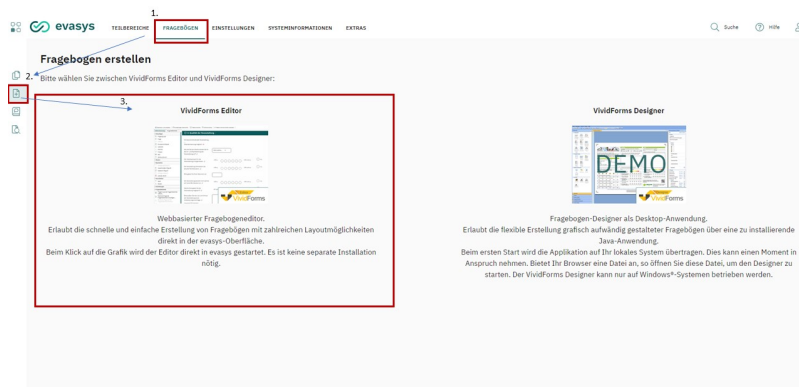 1.
evasys
TEILBEREICHE FRAGEBÖGEN EINSTELLUNGEN SYSTEMINFORMATIONEN EXTRAS
Suche Hilfe
Fragebogen erstellen
2.
Bitte wählen Sie zwischen VividForms Editor und VividForms Designer:
3.
VividForms Editor
VividForms
Webbasierter Fragebogeneditor.
Erlaubt die schnelle und einfache Erstellung von Fragebögen mit zahlreichen Layoutmöglichkeiten
direkt in der evasys-Oberfläche.
Beim Klick auf die Grafik wird der Editor direkt in evasys gestartet. Es ist keine separate Installation
nötig.
VividForms Designer
DEMO
VividForms
Fragebogen-Designer als Desktop-Anwendung.
Erlaubt die flexible Erstellung grafisch aufwändig gestalteter Fragebögen über eine zu installierende
Java-Anwendung.
Beim ersten Start wird die Applikation auf Ihr lokales System übertragen. Dies kann einen Moment in
Anspruch nehmen. Bietet Ihr Browser eine Datei an, so öffnen Sie diese Datei, um den Designer zu
starten. Der VividForms Designer kann nur auf Windows®-Systemen betrieben werden.